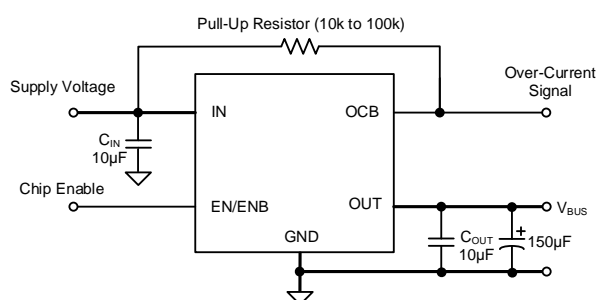 Pull-Up Resistor (10k to 100k)
Supply Voltage
Over-Current
Signal
IN
OCB
CIN
10µF
Chip Enable
EN/ENB
OUT
VBUS
GND
COUT
10µF
+
150µF